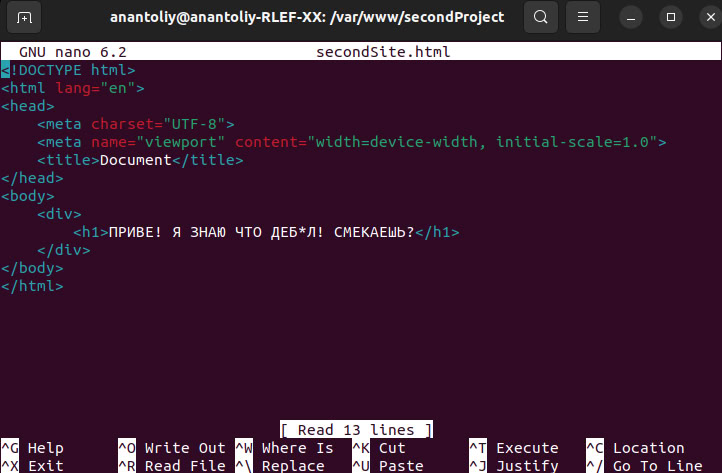 anantoliy@anantoliy-RLEF-XX: /var/www/secondProject
GNU nano 6.2 secondSite.html
<!DOCTYPE html>
<html lang="en">
<head>
    <meta charset="UTF-8">
    <meta name="viewport" content="width=device-width, initial-scale=1.0">
    <title>Document</title>
</head>
<body>
    <div>
        <h1>ПРИВЕ! Я ЗНАЮ ЧТО ДЕБ*Л! СМЕКАЕШЬ?</h1>
    </div>
</body>
</html>
[ Read 13 lines ]
^G Help ^O Write Out ^W Where Is ^K Cut ^T Execute ^C Location
^X Exit ^R Read File ^\ Replace ^U Paste ^J Justify ^/ Go To Line